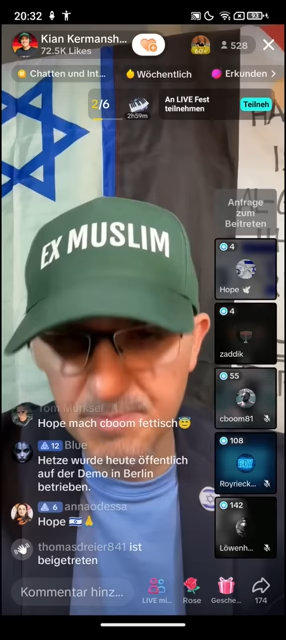 20:32
93
Kian Kermansh...
72.5K Likes
528
Chatten und Int...
Wöchentlich
Erkunden
2/6
2h59m
An LIVE Fest
teilnehmen
Teilneh
Anfrage
zum
Beitreten
EX MUSLIM
4
Hope
4
zaddik
55
cboom81
108
Royrieck...
142
Löwenh...
Tom Mörkser
Hope mach cboom fettisch😇
12 Blue
Hetze wurde heute öffentlich
auf der Demo in Berlin
betrieben.
6 annaodessa
Hope 🇮🇱🙏
thomasdreier841 ist
beigetreten
Kommentar hinz...
LIVE mi...
Rose
Gesche...
174